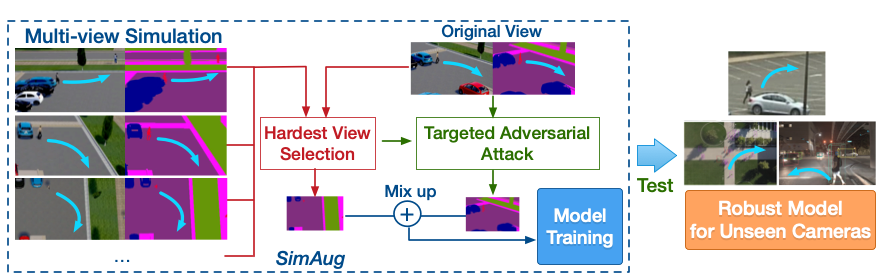 Multi-view Simulation
Original View
Hardest View
Selection
Targeted Adversarial
Attack
Mix up
+
Model
Training
...
SimAug
Test
Robust Model
for Unseen Cameras